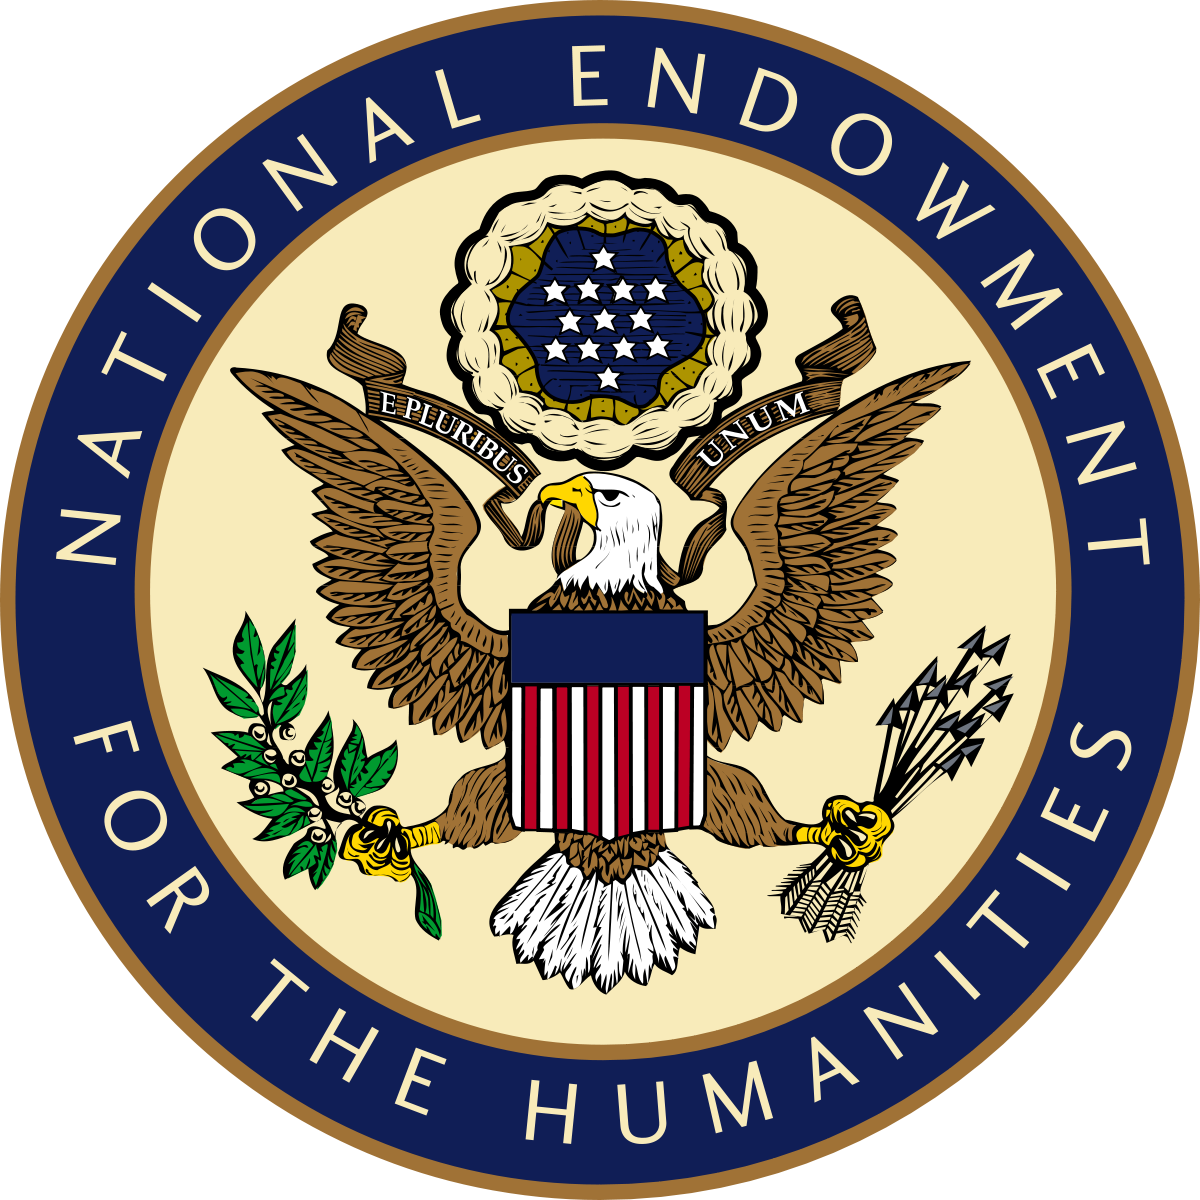 NATIONAL ENDOWMENT
FOR THE HUMANITIES
E PLURIBUS
UNUM